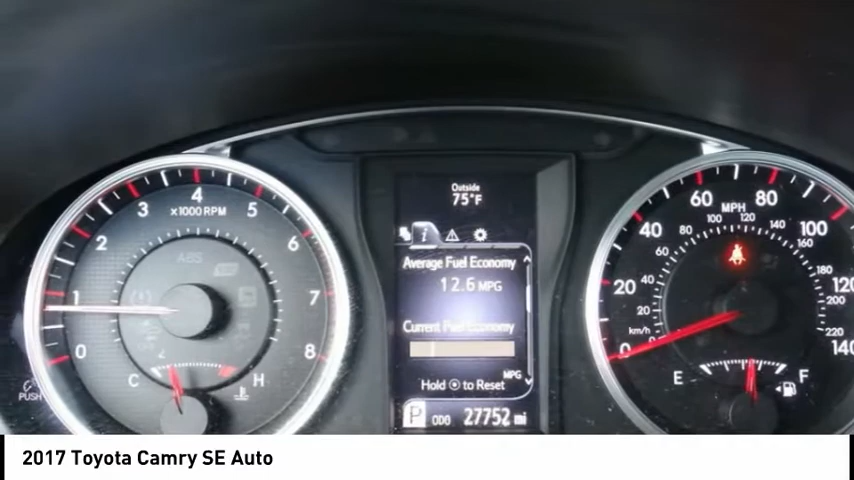 Outside
75°F
i
Average Fuel Economy
12.6 MPG
Current Fuel Economy
MPG
Hold to Reset
P ODO 27752 mi
0 1 2 3 4 5 6 7 8
x1000 RPM
ABS
C H
PUSH
0 20 40 60 80 100 120 140
MPH
km/h
20 40 60 80 100 120 140 160 180 200 220
E F
2017 Toyota Camry SE Auto